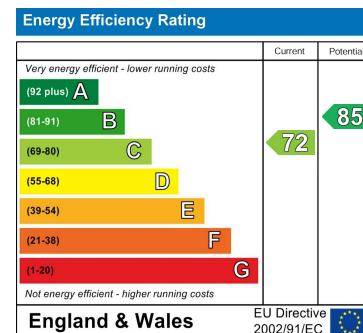 Energy Efficiency Rating
Current Potentia
Very energy efficient - lower running costs
(92 plus) A
(81-91) B
85
(69-80) C
72
(55-68) D
(39-54) E
(21-38) F
(1-20) G
Not energy efficient - higher running costs
England & Wales
EU Directive
2002/91/EC